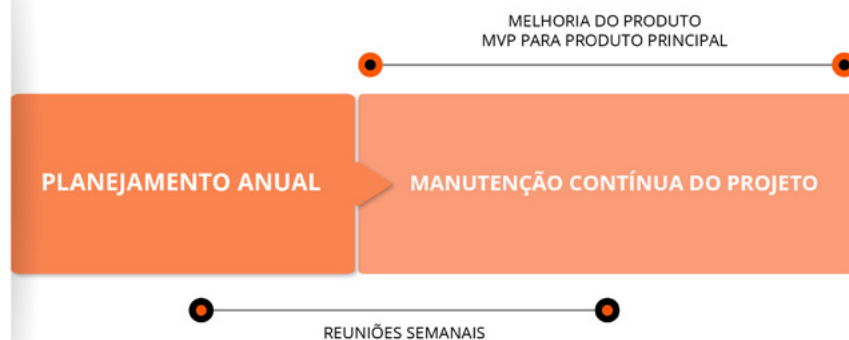 MELHORIA DO PRODUTO
MVP PARA PRODUTO PRINCIPAL
PLANEJAMENTO ANUAL
MANUTENÇÃO CONTÍNUA DO PROJETO
REUNIÕES SEMANAIS